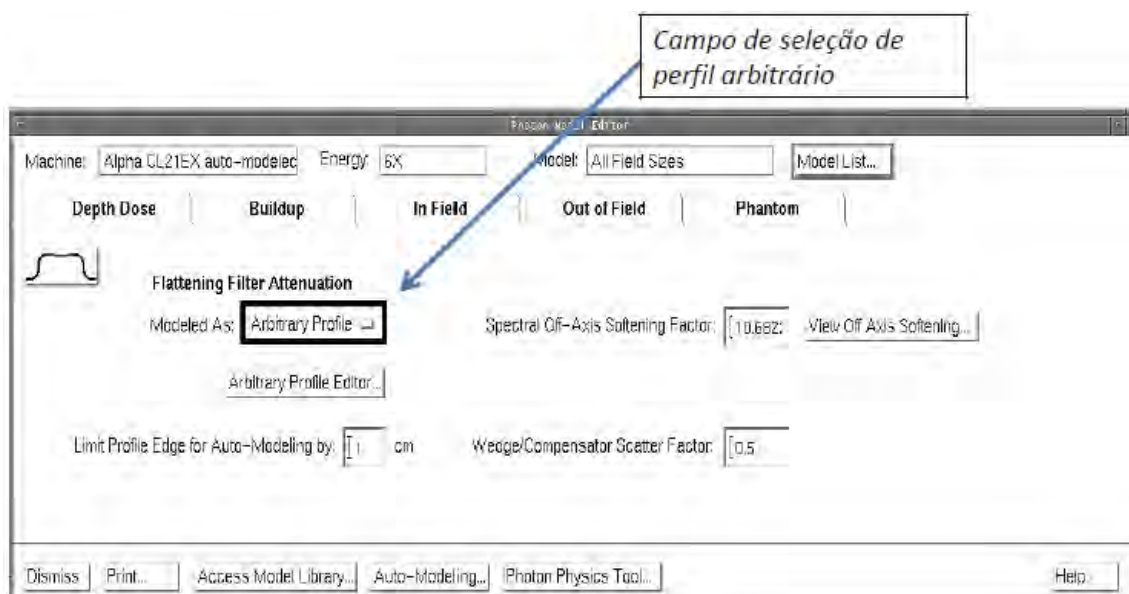 Campo de seleção de
perfil arbitrário
Photon Model Editor
Machine: Alpha CL21EX auto-modelec Energy: 6X Model: All Field Sizes Model List...
Depth Dose Buildup In Field Out of Field Phantom
Flattening Filter Attenuation
Modeled As: Arbitrary Profile Spectral Off-Axis Softening Factor: View Off Axis Softening...
Arbitrary Profile Editor...
Limit Profile Edge for Auto-Modeling by: 1 cm Wedge/Compensator Scatter Factor: 0.5
Dismiss Print... Access Model Library... Auto-Modeling... Photon Physics Tool... Help